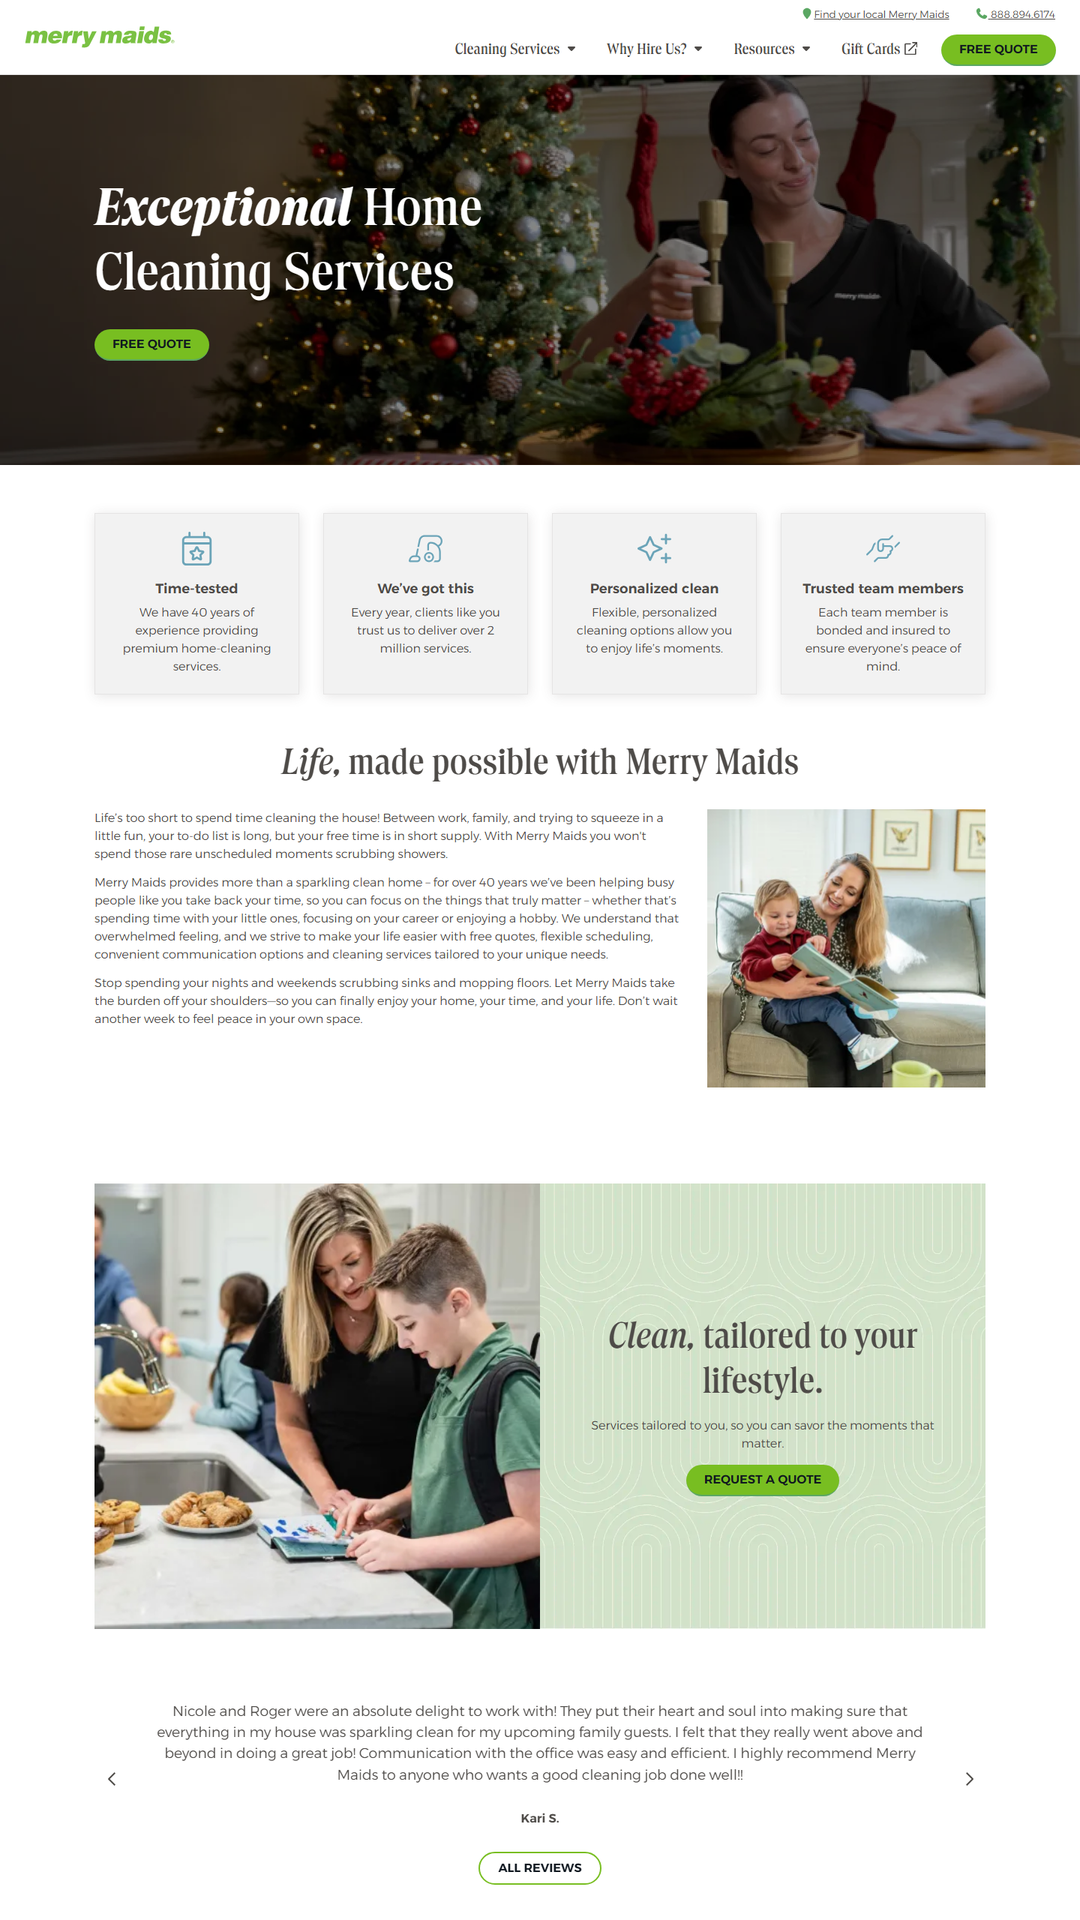 Find your local Merry Maids
888.894.6174
merry maids.
Cleaning Services
Why Hire Us?
Resources
Gift Cards
FREE QUOTE
Exceptional Home
Cleaning Services
FREE QUOTE
merry maids
Time-tested
We have 40 years of
experience providing
premium home-cleaning
services.
We've got this
Every year, clients like you
trust us to deliver over 2
million services.
Personalized clean
Flexible, personalized
cleaning options allow you
to enjoy life's moments.
Trusted team members
Each team member is
bonded and insured to
ensure everyone's peace of
mind.
Life, made possible with Merry Maids
Life's too short to spend time cleaning the house! Between work, family, and trying to squeeze in a
little fun, your to-do list is long, but your free time is in short supply. With Merry Maids you won't
spend those rare unscheduled moments scrubbing showers.
Merry Maids provides more than a sparkling clean home – for over 40 years we've been helping busy
people like you take back your time, so you can focus on the things that truly matter – whether that's
spending time with your little ones, focusing on your career or enjoying a hobby. We understand that
overwhelmed feeling, and we strive to make your life easier with free quotes, flexible scheduling,
convenient communication options and cleaning services tailored to your unique needs.
Stop spending your nights and weekends scrubbing sinks and mopping floors. Let Merry Maids take
the burden off your shoulders—so you can finally enjoy your home, your time, and your life. Don't wait
another week to feel peace in your own space.
Clean, tailored to your
lifestyle.
Services tailored to you, so you can savor the moments that
matter.
REQUEST A QUOTE
Nicole and Roger were an absolute delight to work with! They put their heart and soul into making sure that
everything in my house was sparkling clean for my upcoming family guests. I felt that they really went above and
beyond in doing a great job! Communication with the office was easy and efficient. I highly recommend Merry
Maids to anyone who wants a good cleaning job done well!!
Kari S.
ALL REVIEWS